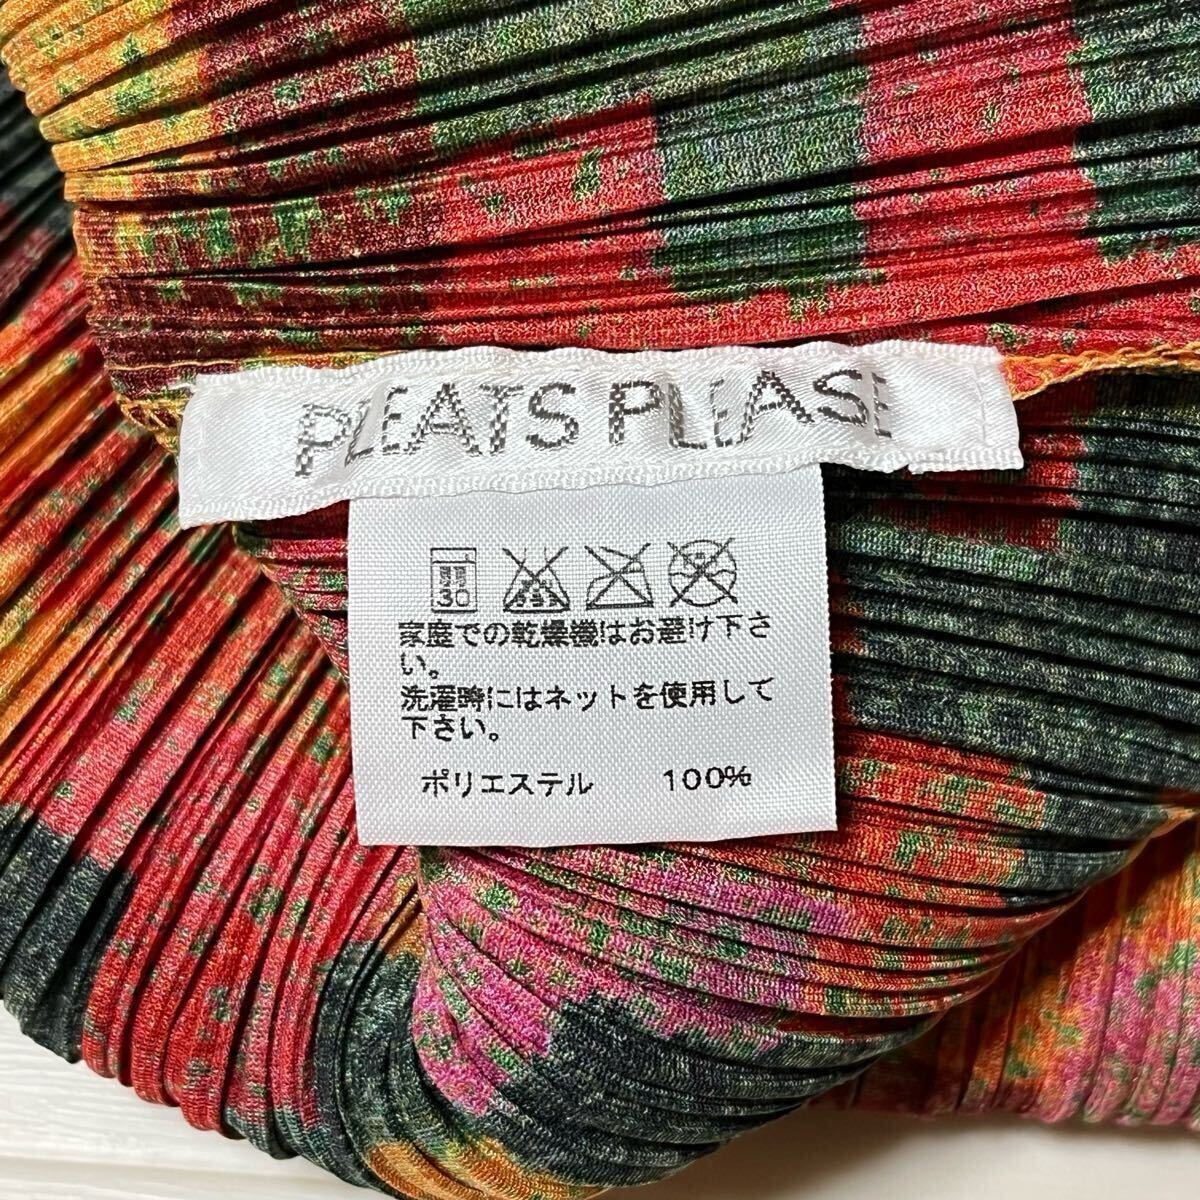 PLEATS PLEASE
30
家庭での乾燥機はお避け下さ
い。
洗濯時にはネットを使用して
下さい。
ポリエステル 100%